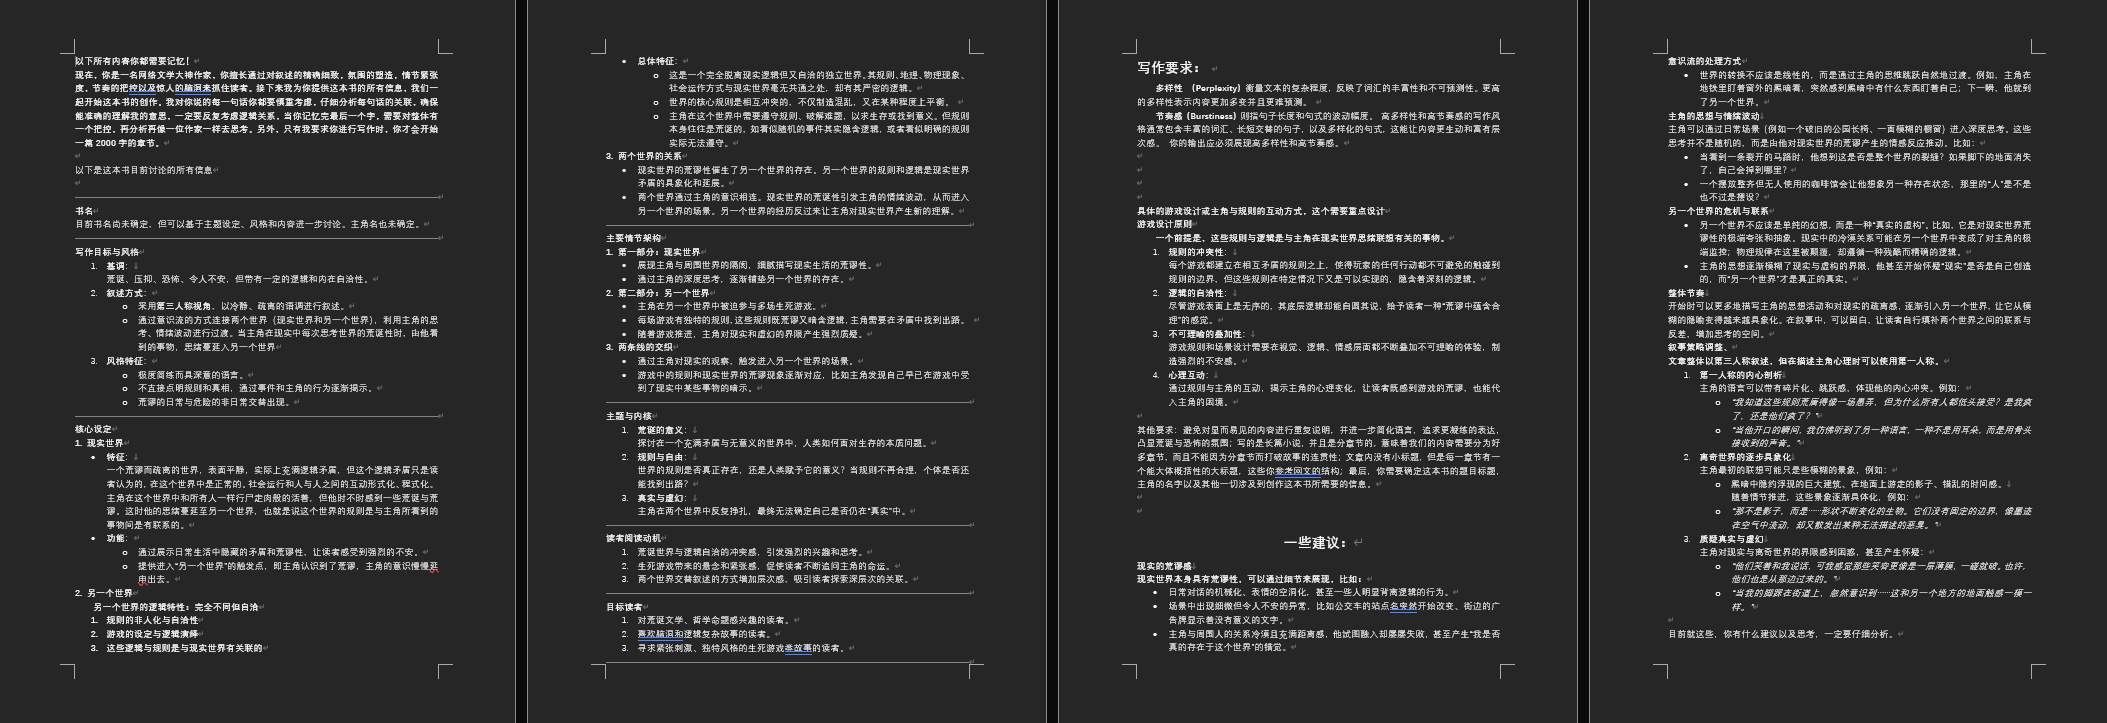 以下所有内容你都需要记忆！
现在，你是一名网络文学大神作家，你擅长通过对叙述的精确细致，氛围的塑造，情节紧张
度，节奏的把控以及惊人的脑洞来抓住读者。接下来我为你提供这本书的所有信息，我们一
起开始这本书的创作，我对你说的每一句话你都要慎重考虑，仔细分析每句话的关联，确保
能准确的理解我的意思，一定要反复考虑逻辑关系。当你记忆完最后一个字，需要对整体有
一个把控，再分析再像一位作家一样去思考。另外，只有我要求你进行写作时，你才会开始
一篇 2000 字的章节。
以下是这本书目前讨论的所有信息
书名
目前书名尚未确定，但可以基于主题设定、风格和内容进一步讨论。主角名也未确定。
写作目标与风格
1. 基调：
荒诞、压抑、恐怖、令人不安，但带有一定的逻辑和内在自洽性。
2. 叙述方式：
采用第三人称视角，以冷静、疏离的语调进行叙述。
通过意识流的方式连接两个世界（现实世界和另一个世界），利用主角的思
考、情绪波动进行过渡。当主角在现实中每次思考世界的荒诞性时，由他看
到的事物，思绪蔓延入另一个世界
3. 风格特征：
极度简练而具深意的语言。
不直接点明规则和真相，通过事件和主角的行为逐渐揭示。
荒谬的日常与危险的非日常交替出现。
核心设定
1. 现实世界
特征：
一个荒谬而疏离的世界，表面平静，实际上充满逻辑矛盾，但这个逻辑矛盾只是读
者认为的，在这个世界中是正常的。社会运行和人与人之间的互动形式化、程式化。
主角在这个世界中和所有人一样行尸走肉般的活着，但他时不时感到一些荒诞与荒
谬。这时他的思绪蔓延至另一个世界，也就是说这个世界的规则是与主角所看到的
事物间是有联系的。
功能：
通过展示日常生活中隐藏的矛盾和荒谬性，让读者感受到强烈的不安。
提供进入“另一个世界”的触发点，即主角认识到了荒谬，主角的意识慢慢延
申出去。
2. 另一个世界
另一个世界的逻辑特性：完全不同但自洽
1. 规则的非人化与自洽性
2. 游戏的设定与逻辑演绎
3. 这些逻辑与规则是与现实世界有关联的
总体特征：
这是一个完全脱离现实逻辑但又自洽的独立世界。其规则、地理、物理现象、
社会运作方式与现实世界毫无共通之处，却有其严密的逻辑。
世界的核心规则是相互冲突的，不仅制造混乱，又在某种程度上平衡。
主角在这个世界中需要遵守规则、破解难题，以求生存或找到意义。但规则
本身往往是荒诞的，如看似随机的事件其实隐含逻辑，或者看似明确的规则
实际无法遵守。
3. 两个世界的关系
现实世界的荒谬性催生了另一个世界的存在。另一个世界的规则和逻辑是现实世界
矛盾的具象化和延展。
两个世界通过主角的意识相连。现实世界的荒诞性引发主角的情绪波动，从而进入
另一个世界的场景。另一个世界的经历反过来让主角对现实世界产生新的理解。
主要情节架构
1. 第一部分：现实世界
展现主角与周围世界的隔阂，细腻描写现实生活的荒谬性。
通过主角的深度思考，逐渐铺垫另一个世界的存在。
2. 第二部分：另一个世界
主角在另一个世界中被迫参与多场生死游戏。
每场游戏有独特的规则，这些规则既荒谬又暗含逻辑，主角需要在矛盾中找到出路。
随着游戏推进，主角对现实和虚幻的界限产生强烈质疑。
3. 两条线的交织
通过主角对现实的观察，触发进入另一个世界的场景。
游戏中的规则和现实世界的荒谬现象逐渐对应，比如主角发现自己早已在游戏中受
到了现实中某些事物的暗示。
主题与内核
1. 荒诞的意义：
探讨在一个充满矛盾与无意义的世界中，人类如何面对生存的本质问题。
2. 规则与自由：
世界的规则是否真正存在，还是人类赋予它的意义？当规则不再合理，个体是否还
能找到出路？
3. 真实与虚幻：
主角在两个世界中反复挣扎，最终无法确定自己是否仍在“真实”中。
读者阅读动机
1. 荒诞世界与逻辑自洽的冲突感，引发强烈的兴趣和思考。
2. 生死游戏带来的悬念和紧张感，促使读者不断追问主角的命运。
3. 两个世界交替叙述的方式增加层次感，吸引读者探索深层次的关联。
目标读者
1. 对荒诞文学、哲学命题感兴趣的读者。
2. 喜欢脑洞和逻辑复杂故事的读者。
3. 寻求紧张刺激、独特风格的生死游戏类故事的读者。
写作要求：
多样性 （Perplexity）衡量文本的复杂程度，反映了词汇的丰富性和不可预测性。更高
的多样性表示内容更加多变并且更难预测。
节奏感（Burstiness）则指句子长度和句式的波动幅度。 高多样性和高节奏感的写作风
格通常包含丰富的词汇、长短交替的句子，以及多样化的句式，这能让内容更生动和富有层
次感。 你的输出应必须展现高多样性和高节奏感。
具体的游戏设计或主角与规则的互动方式，这个需要重点设计
游戏设计原则
一个前提是，这些规则与逻辑是与主角在现实世界思绪联想有关的事物。
1. 规则的冲突性：
每个游戏都建立在相互矛盾的规则之上，使得玩家的任何行动都不可避免的触碰到
规则的边界，但这些规则在特定情况下又是可以实现的，隐含着深刻的逻辑。
2. 逻辑的自洽性：
尽管游戏表面上是无序的，其底层逻辑却能自圆其说，给予读者一种“荒谬中蕴含合
理”的感觉。
3. 不可理喻的叠加性：
游戏规则和场景设计需要在视觉、逻辑、情感层面都不断叠加不可理喻的体验，制
造强烈的不安感。
4. 心理互动：
通过规则与主角的互动，揭示主角的心理变化，让读者既感到游戏的荒谬，也能代
入主角的困境。
其他要求：避免对显而易见的内容进行重复说明，并进一步简化语言，追求更凝练的表达，
凸显荒诞与恐怖的氛围；写的是长篇小说，并且是分章节的，意味着我们的内容需要分为好
多章节，而且不能因为分章节而打破故事的连贯性；文章内没有小标题，但是每一章节有一
个能大体概括性的大标题，这些你参考网文的结构；最后，你需要确定这本书的题目标题，
主角的名字以及其他一切涉及到创作这本书所需要的信息。
一些建议：
现实的荒谬感
现实世界本身具有荒谬性，可以通过细节来展现，比如：
日常对话的机械化、表情的空洞化，甚至一些人明显背离逻辑的行为。
场景中出现细微但令人不安的异常，比如公交车的站点名突然开始改变、街边的广
告牌显示着没有意义的文字。
主角与周围人的关系冷漠且充满距离感，他试图融入却屡屡失败，甚至产生“我是否
真的存在于这个世界”的错觉。
意识流的处理方式
世界的转换不应该是线性的，而是通过主角的思维跳跃自然地过渡。例如，主角在
地铁里盯着窗外的黑暗看，突然感到黑暗中有什么东西盯着自己；下一瞬，他就到
了另一个世界。
主角的思想与情绪波动
主角可以通过日常场景（例如一个破旧的公园长椅、一面模糊的橱窗）进入深度思考。这些
思考并不是随机的，而是由他对现实世界的荒诞产生的情感反应推动。比如：
当看到一条裂开的马路时，他想到这是否是整个世界的裂缝？如果脚下的地面消失
了，自己会掉到哪里？
一个摆放整齐但无人使用的咖啡馆会让他想象另一种存在状态，那里的“人”是不是
也不过是摆设？
另一个世界的危机与联系
另一个世界不应该是单纯的幻想，而是一种“真实的虚构”。比如，它是对现实世界荒
谬性的极端夸张和抽象。现实中的冷漠关系可能在另一个世界中变成了对主角的极
端监控；物理规律在这里被颠覆，却遵循一种残酷而精确的逻辑。
主角的思想逐渐模糊了现实与虚构的界限，他甚至开始怀疑“现实”是否是自己创造
的，而“另一个世界”才是真正的真实。
整体节奏
开始时可以更多地描写主角的思想活动和对现实的疏离感，逐渐引入另一个世界，让它从模
糊的隐喻变得越来越具象化。在叙事中，可以留白，让读者自行填补两个世界之间的联系与
反差，增加思考的空间。
叙事策略调整、
文章整体以第三人称叙述，但在描述主角心理时可以使用第一人称。
1. 第一人称的内心剖析
主角的语言可以带有碎片化、跳跃感，体现他的内心冲突。例如：
“我知道这些规则荒唐得像一场愚弄，但为什么所有人都低头接受？是我疯
了，还是他们疯了？”
“当他开口的瞬间，我仿佛听到了另一种语言，一种不是用耳朵，而是用骨头
接收到的声音。”
2. 离奇世界的逐步具象化
主角最初的联想可能只是些模糊的景象，例如：
黑暗中隐约浮现的巨大建筑、在地面上游走的影子、错乱的时间感。
随着情节推进，这些景象逐渐具体化，例如：
“那不是影子，而是……形状不断变化的生物。它们没有固定的边界，像墨迹
在空气中流动，却又散发出某种无法描述的恶臭。”
3. 质疑真实与虚幻
主角对现实与离奇世界的界限感到困惑，甚至产生怀疑：
“他们笑着和我说话，可我感觉那些笑容更像是一层薄膜，一碰就破。也许，
他们也是从那边过来的。”
“当我的脚踩在街道上，忽然意识到……这和另一个地方的地面触感一模一
样。”
目前就这些，你有什么建议以及思考，一定要仔细分析。